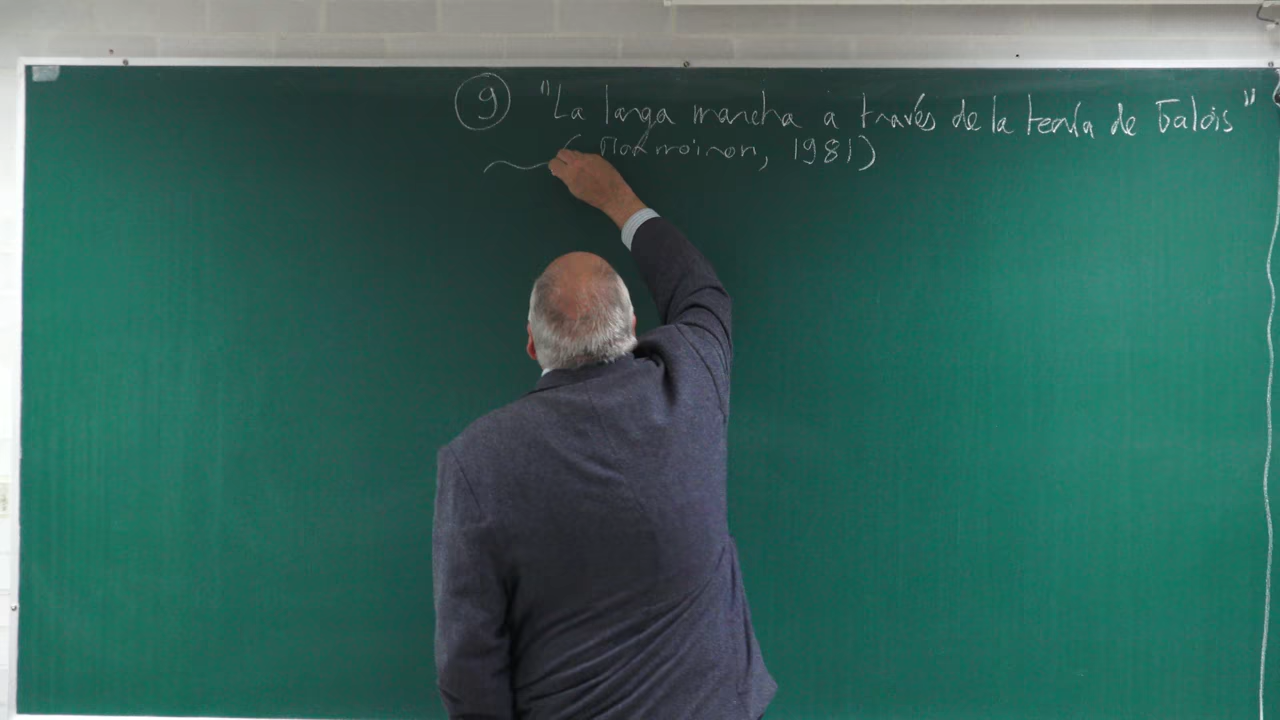 ⑨ "La larga marcha a través de la teoría de Galois"
( , 1981)